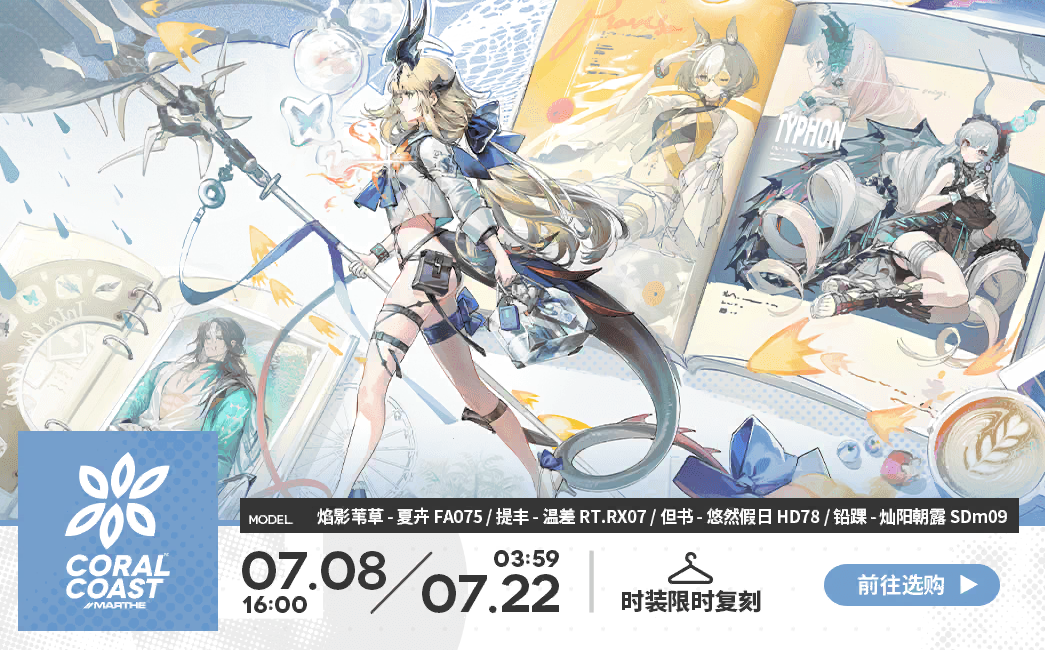 TYPHON
MODEL
焰影苇草 - 夏卉 FA075 / 提丰 - 温差 RT.RX07 / 但书 - 悠然假日 HD78 / 铅踝 - 灿阳朝露 SDm09
CORAL
COAST
MARTHE
07.08
16:00
03:59
07.22
时装限时复刻
前往选购